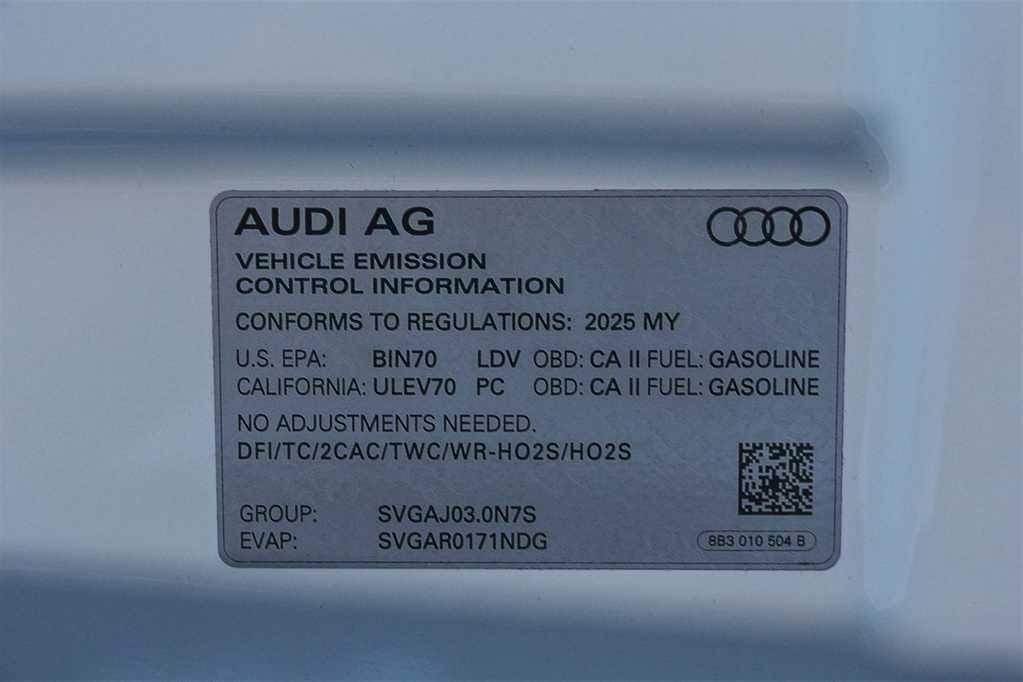 AUDI AG
VEHICLE EMISSION
CONTROL INFORMATION
CONFORMS TO REGULATIONS: 2025 MY
U.S. EPA: BIN70 LDV OBD: CA II FUEL: GASOLINE
CALIFORNIA: ULEV70 PC OBD: CA II FUEL: GASOLINE
NO ADJUSTMENTS NEEDED.
DFI/TC/2CAC/TWC/WR-HO2S/HO2S
GROUP: SVGAJ03.0N7S
EVAP: SVGAR0171NDG
8B3 010 504 B